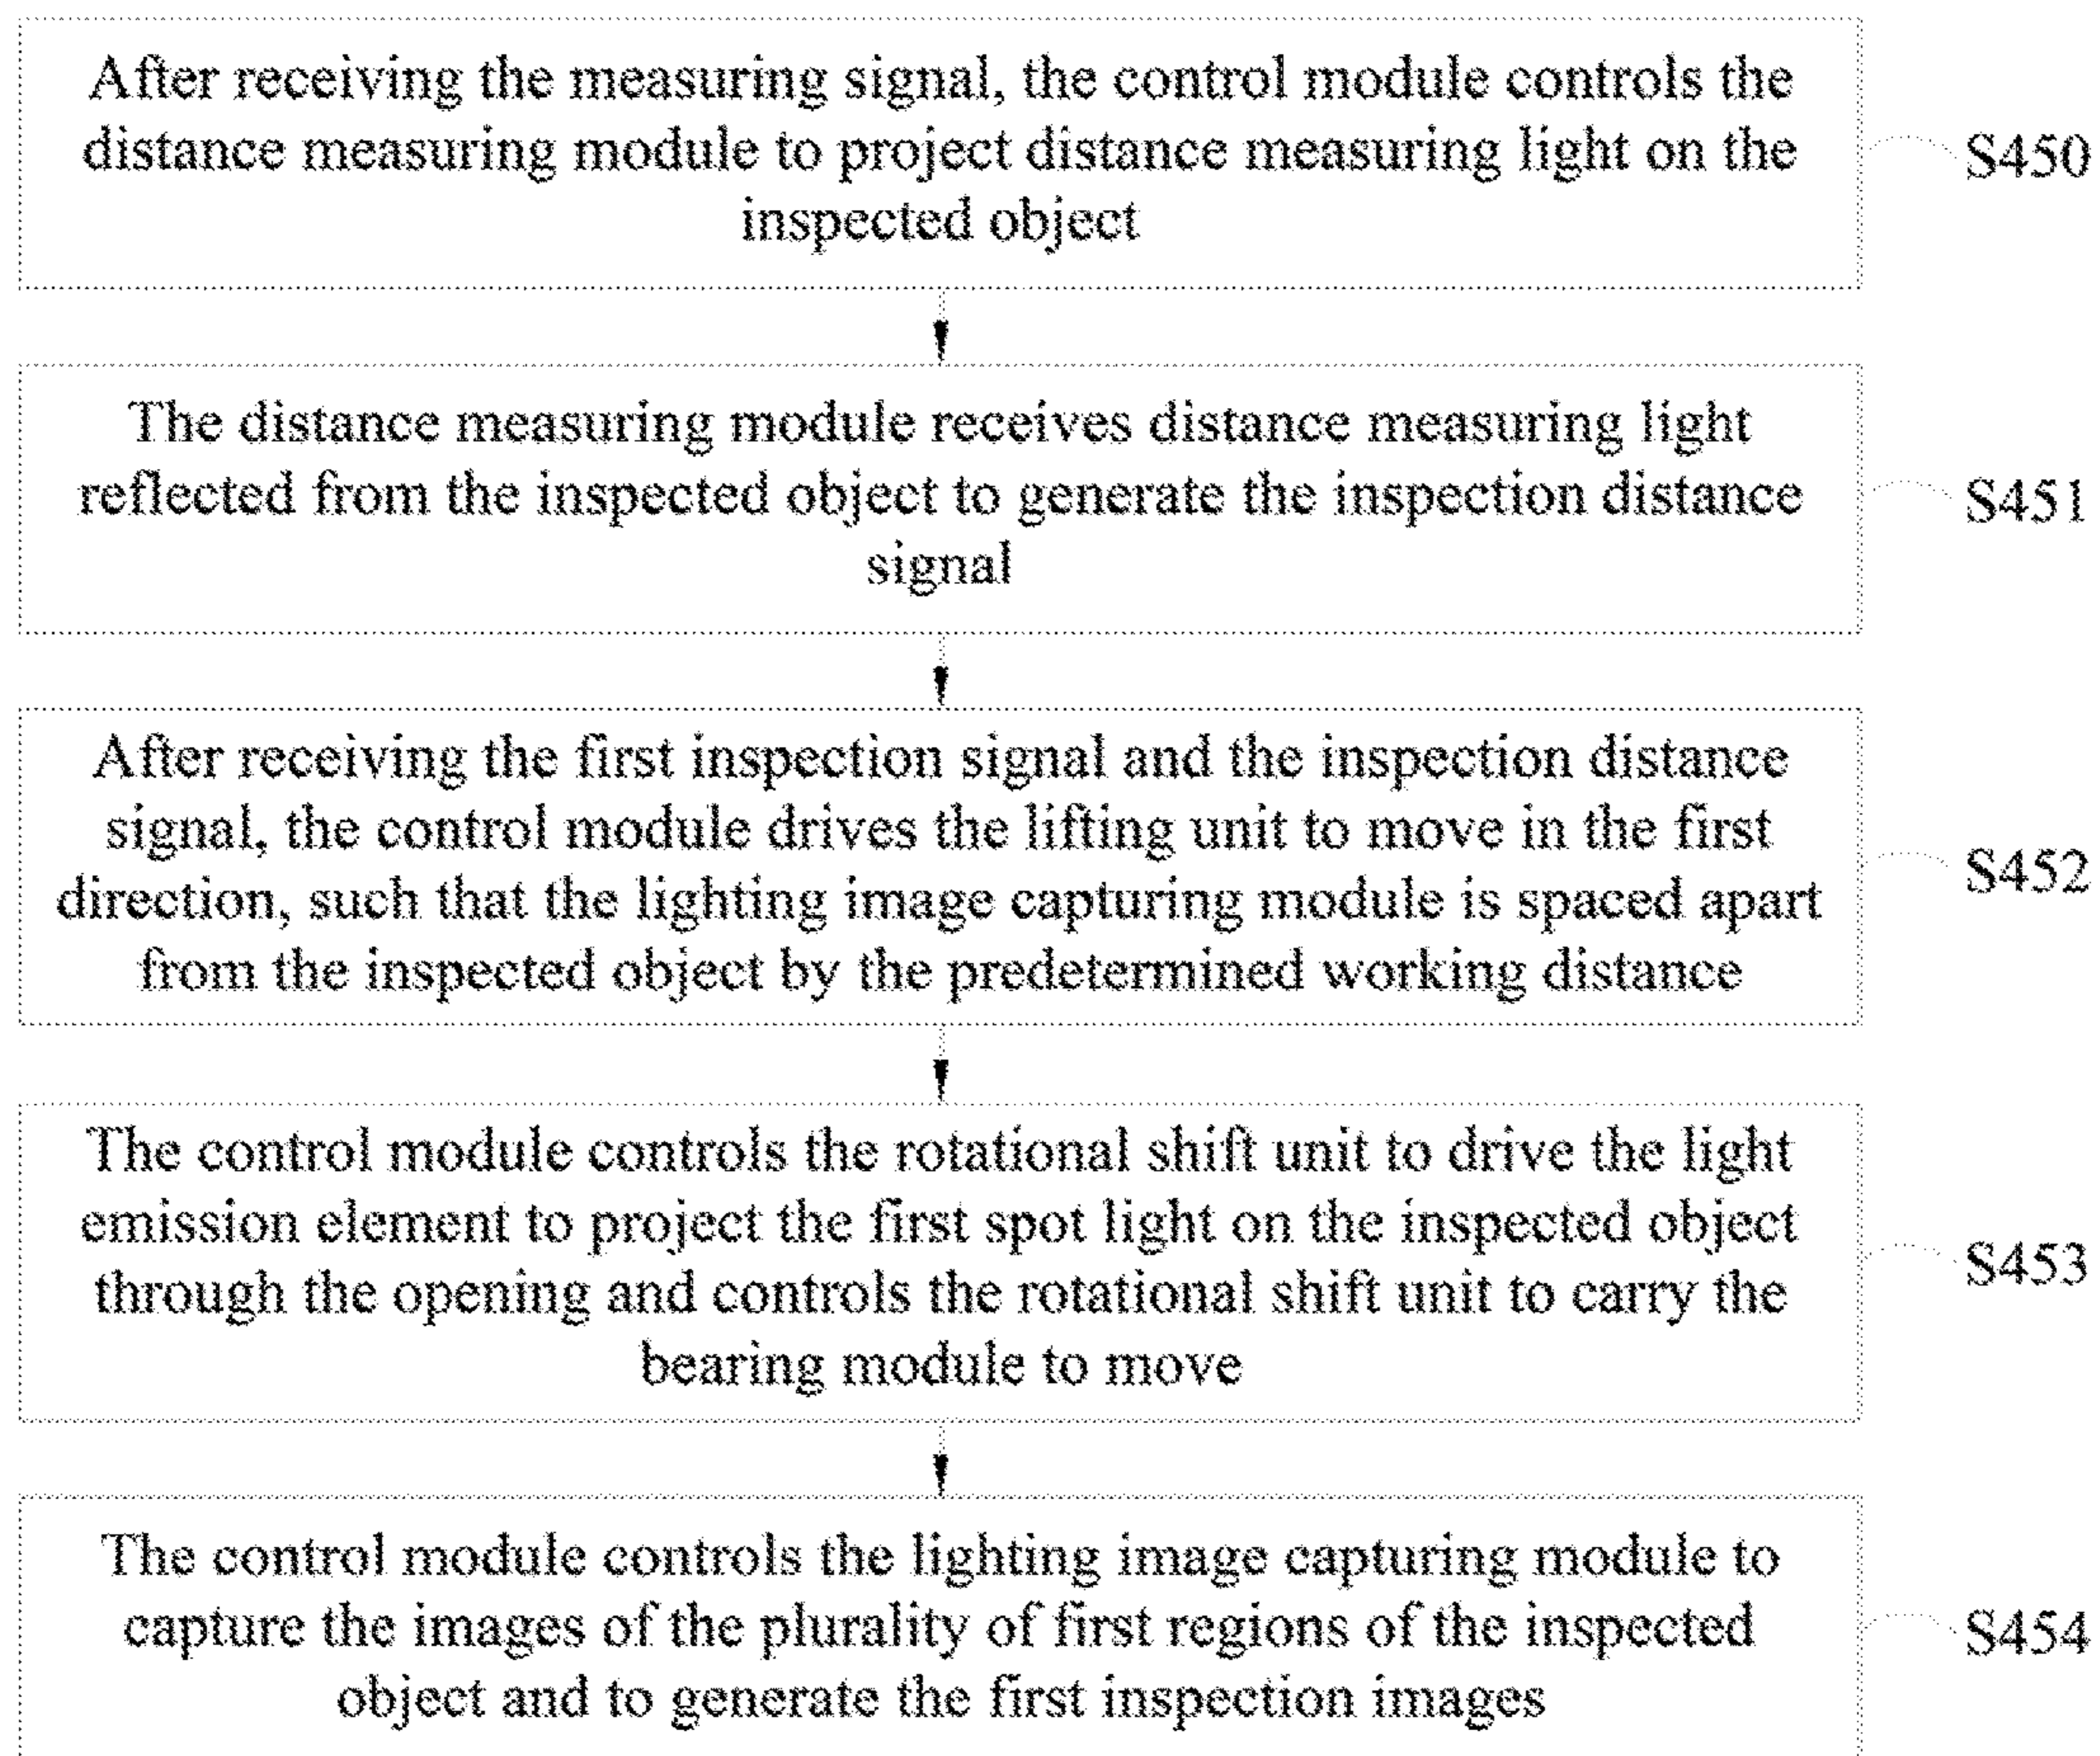 After receiving the measuring signal, the control module controls the
distance measuring module to project distance measuring light on the
inspected object
S450
The distance measuring module receives distance measuring light
reflected from the inspected object to generate the inspection distance
signal
S451
After receiving the first inspection signal and the inspection distance
signal, the control module drives the lifting unit to move in the first
direction, such that the lighting image capturing module is spaced apart
from the inspected object by the predetermined working distance
S452
The control module controls the rotational shift unit to drive the light
emission element to project the first spot light on the inspected object
through the opening and controls the rotational shift unit to carry the
bearing module to move
S453
The control module controls the lighting image capturing module to
capture the images of the plurality of first regions of the inspected
object and to generate the first inspection images
S454